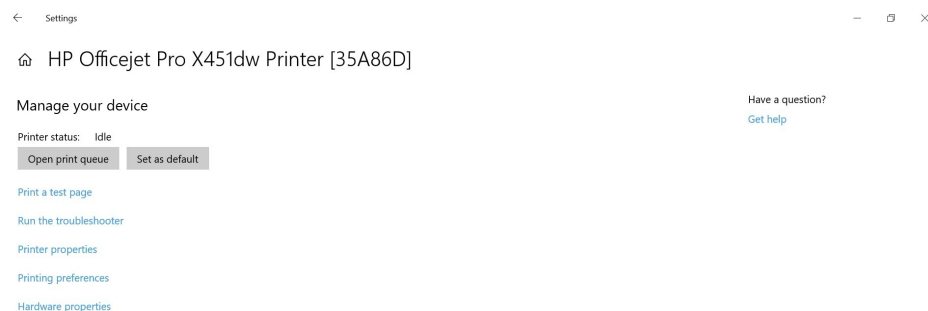 Settings
HP Officejet Pro X451dw Printer [35A86D]
Manage your device
Printer status: Idle
Open print queue Set as default
Print a test page
Run the troubleshooter
Printer properties
Printing preferences
Hardware properties
Have a question?
Get help